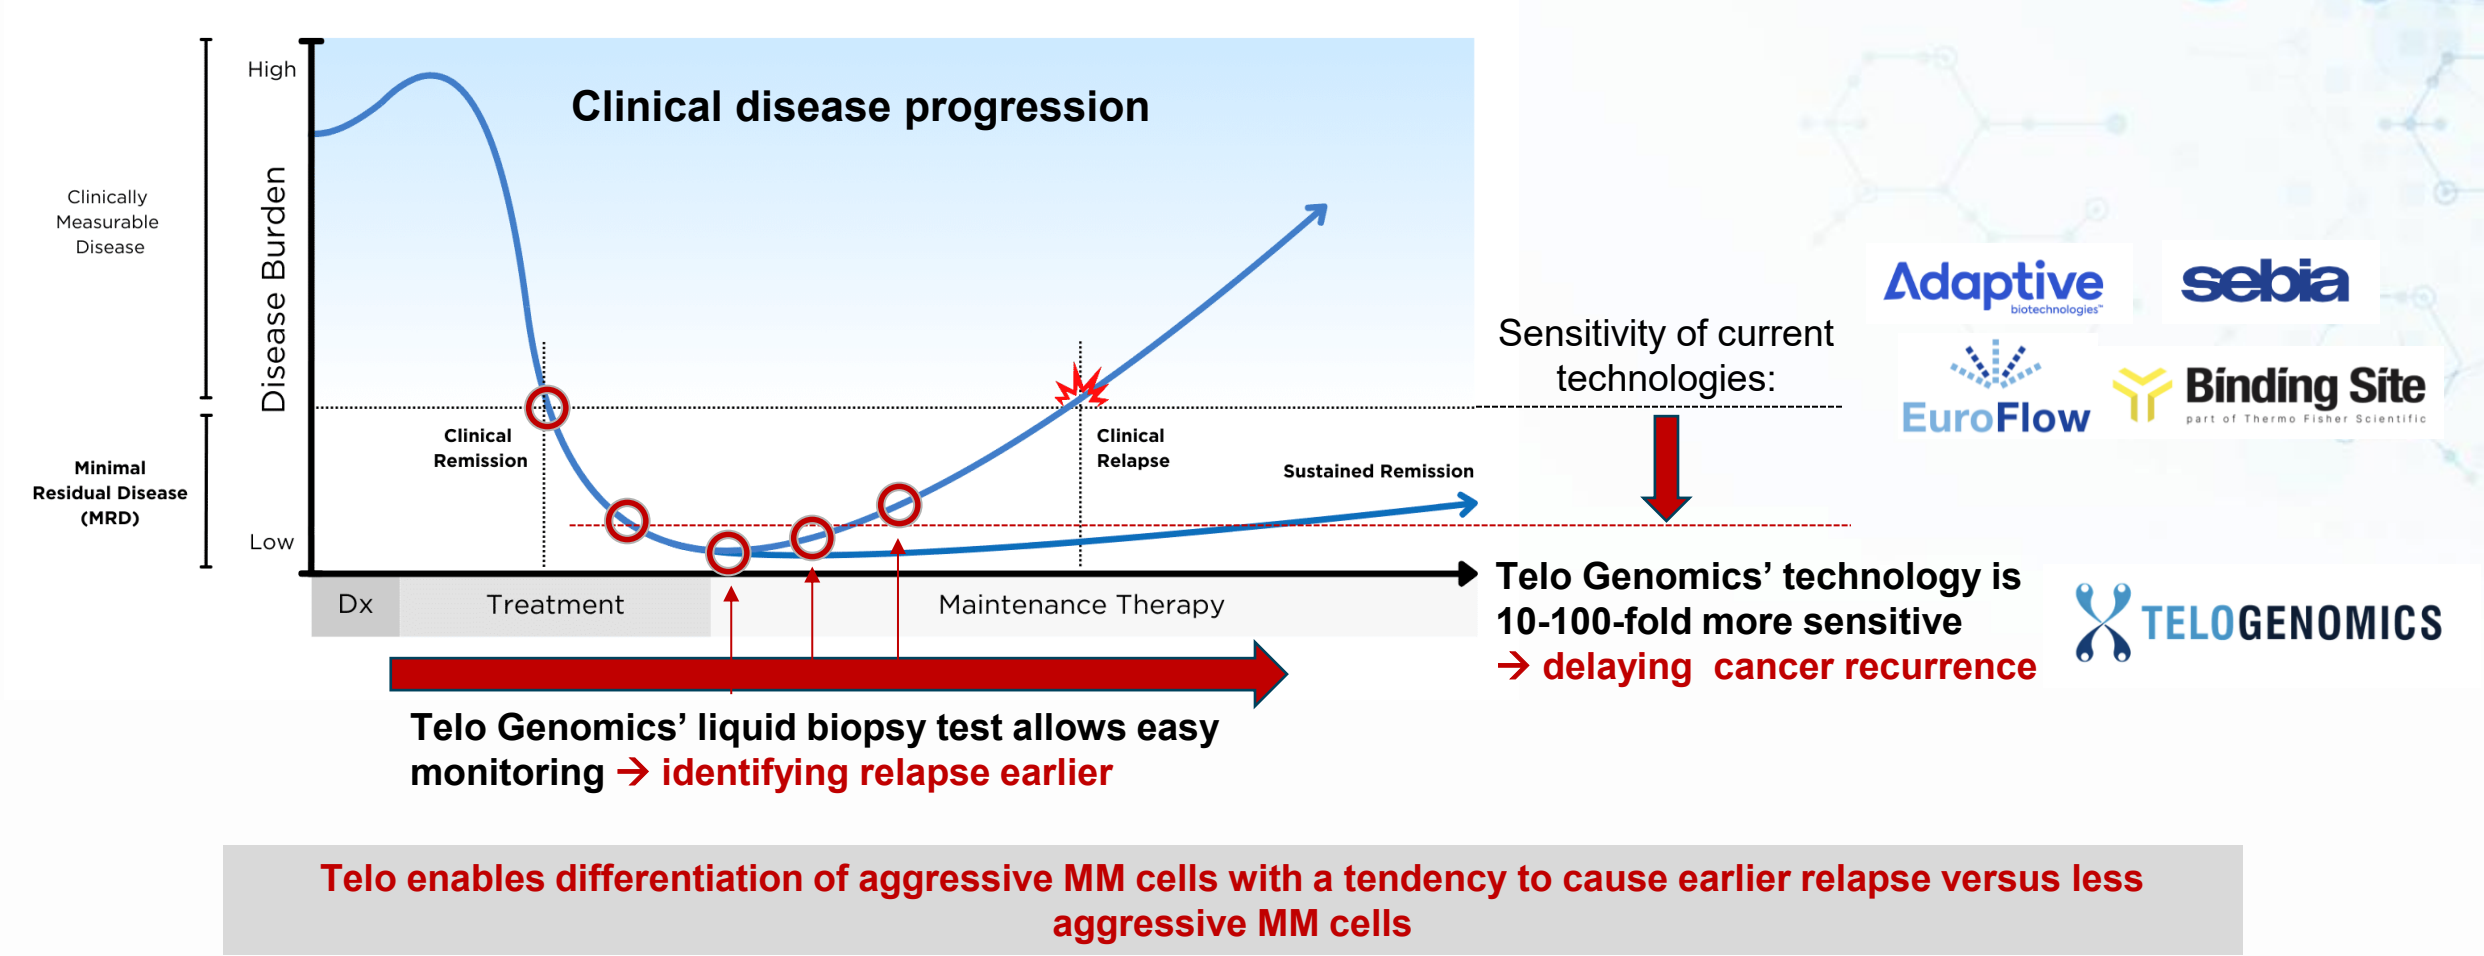 High
Clinical disease progression
Clinically
Measurable
Disease
Disease Burden
Clinical
Remission
Clinical
Relapse
Sustained Remission
Minimal
Residual Disease
(MRD)
Low
Dx
Treatment
Maintenance Therapy
Sensitivity of current
technologies:
Adaptive
biotechnologies™
sebia
EuroFlow
Binding Site
part of Thermo Fisher Scientific
Telo Genomics’ technology is
10-100-fold more sensitive
→ delaying cancer recurrence
TELOGENOMICS
Telo Genomics’ liquid biopsy test allows easy
monitoring → identifying relapse earlier
Telo enables differentiation of aggressive MM cells with a tendency to cause earlier relapse versus less
aggressive MM cells